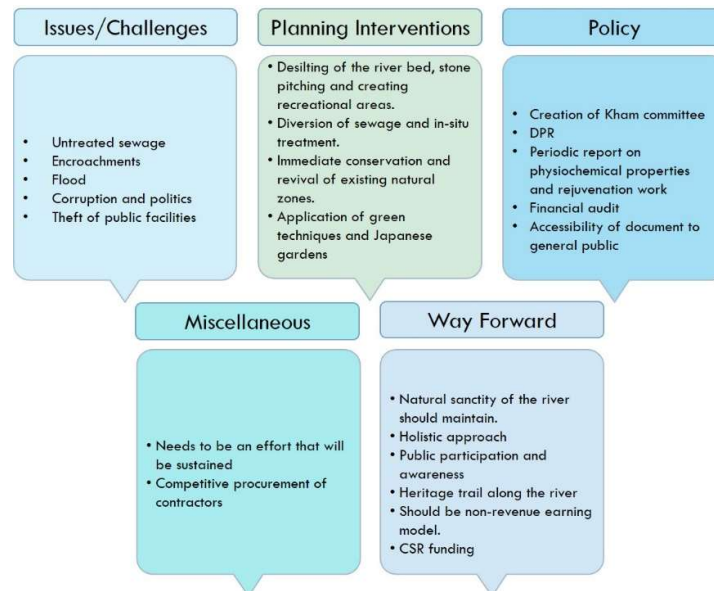 Issues/Challenges
• Untreated sewage
• Encroachments
• Flood
• Corruption and politics
• Theft of public facilities
Planning Interventions
• Desilting of the river bed, stone
pitching and creating
recreational areas.
• Diversion of sewage and in-situ
treatment.
• Immediate conservation and
revival of existing natural
zones.
• Application of green
techniques and Japanese
gardens
Policy
• Creation of Kham committee
• DPR
• Periodic report on
physiochemical properties
and rejuvenation work
• Financial audit
• Accessibility of document to
general public
Miscellaneous
• Needs to be an effort that will
be sustained
• Competitive procurement of
contractors
Way Forward
• Natural sanctity of the river
should maintain.
• Holistic approach
• Public participation and
awareness
• Heritage trail along the river
• Should be non-revenue earning
model.
• CSR funding